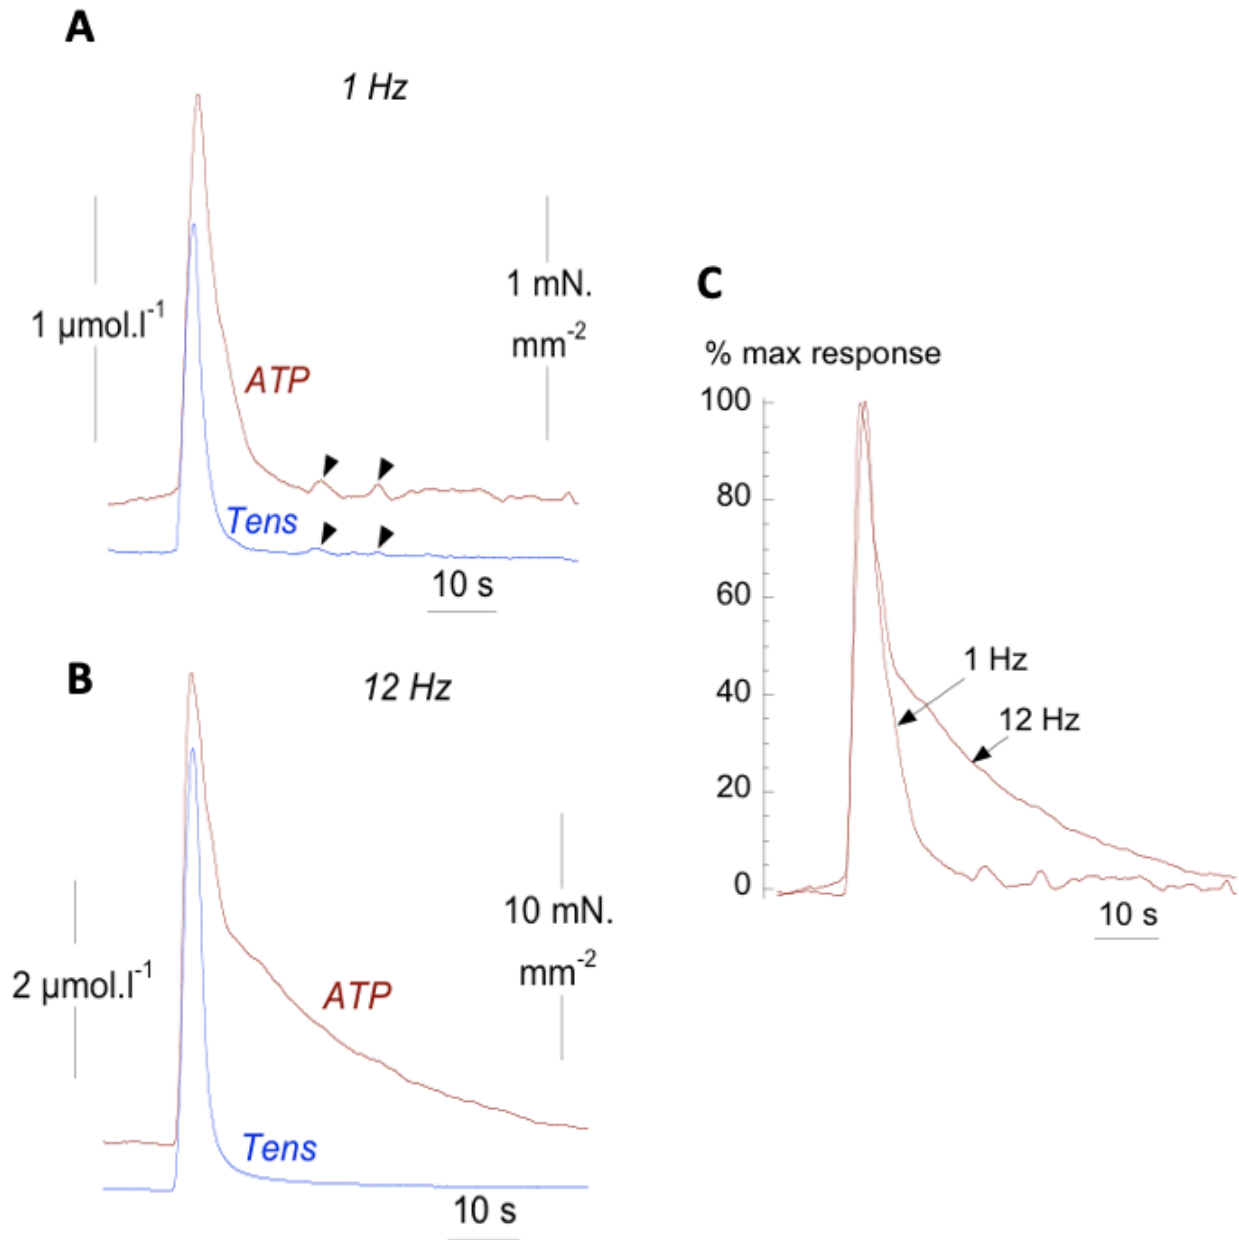 A
1 Hz
1 µmol.l-1
1 mN.
mm-2
ATP
Tens
10 s
B
12 Hz
2 µmol.l-1
10 mN.
mm-2
ATP
Tens
10 s
C
% max response
100
80
60
40
20
0
1 Hz
12 Hz
10 s